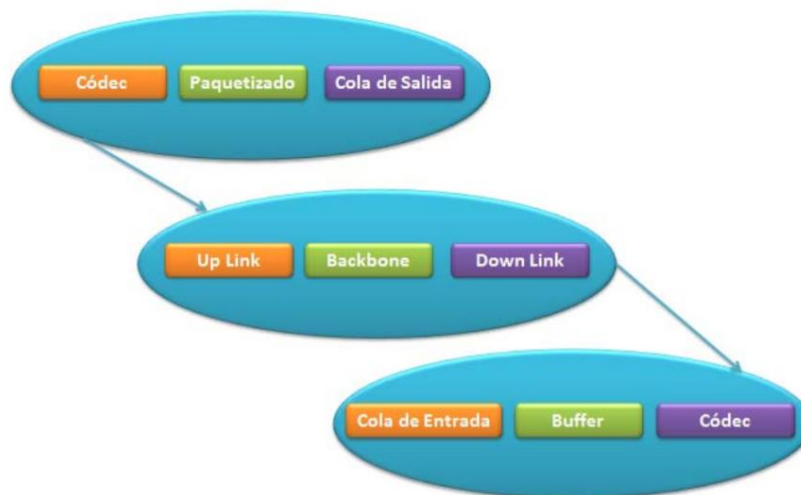 Códec Paquetizado Cola de Salida
Up Link Backbone Down Link
Cola de Entrada Buffer Códec